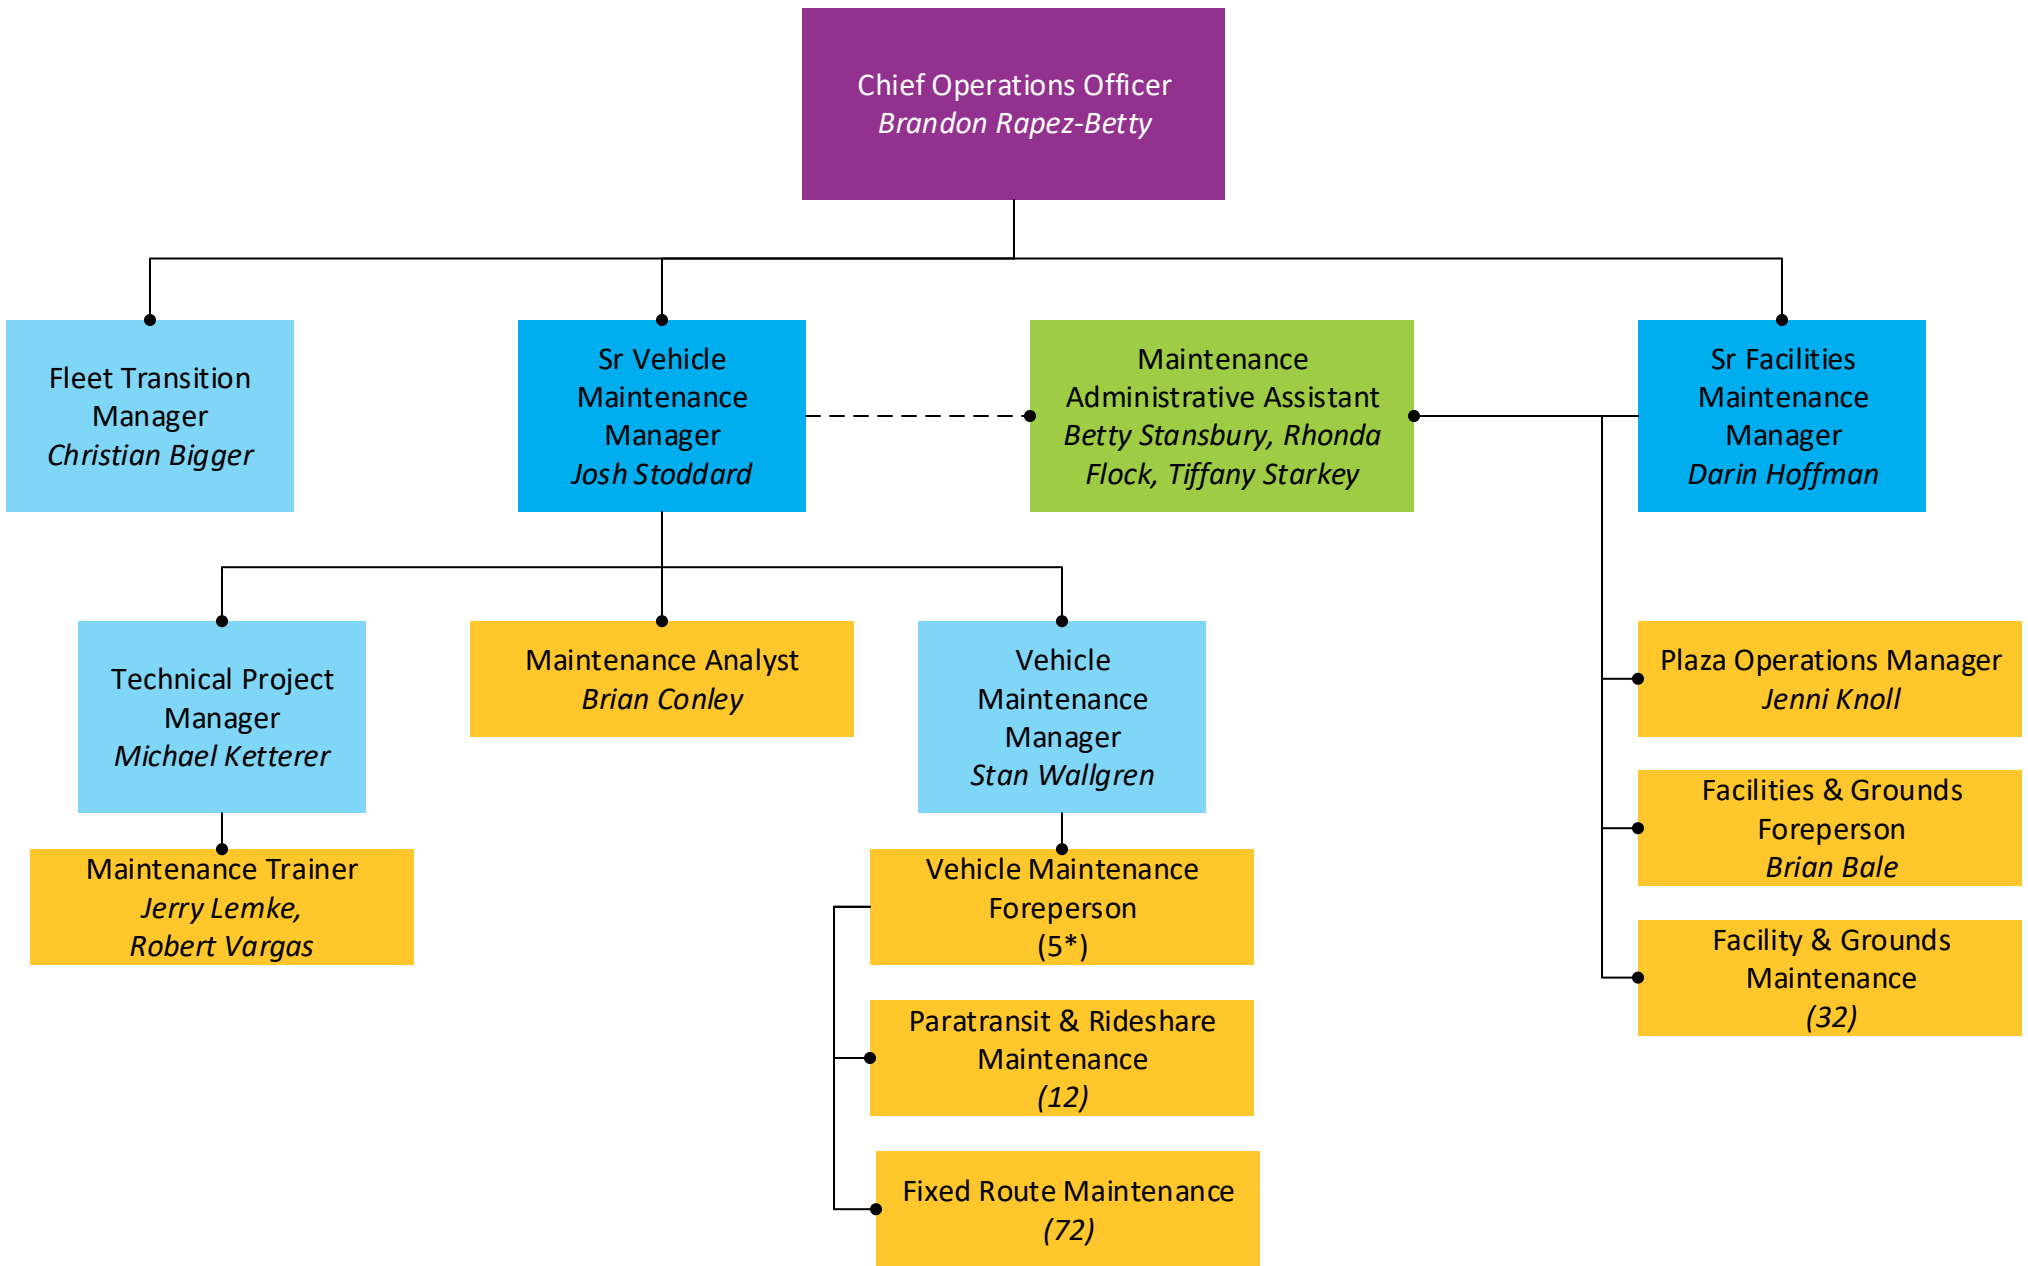 Chief Operations Officer
Brandon Rapez-Betty
Fleet Transition
Manager
Christian Bigger
Sr Vehicle
Maintenance
Manager
Josh Stoddard
Maintenance
Administrative Assistant
Betty Stansbury, Rhonda
Flock, Tiffany Starkey
Sr Facilities
Maintenance
Manager
Darin Hoffman
Technical Project
Manager
Michael Ketterer
Maintenance Analyst
Brian Conley
Vehicle
Maintenance
Manager
Stan Wallgren
Plaza Operations Manager
Jenni Knoll
Facilities & Grounds
Foreperson
Brian Bale
Maintenance Trainer
Jerry Lemke,
Robert Vargas
Vehicle Maintenance
Foreperson
(5*)
Facility & Grounds
Maintenance
(32)
Paratransit & Rideshare
Maintenance
(12)
Fixed Route Maintenance
(72)